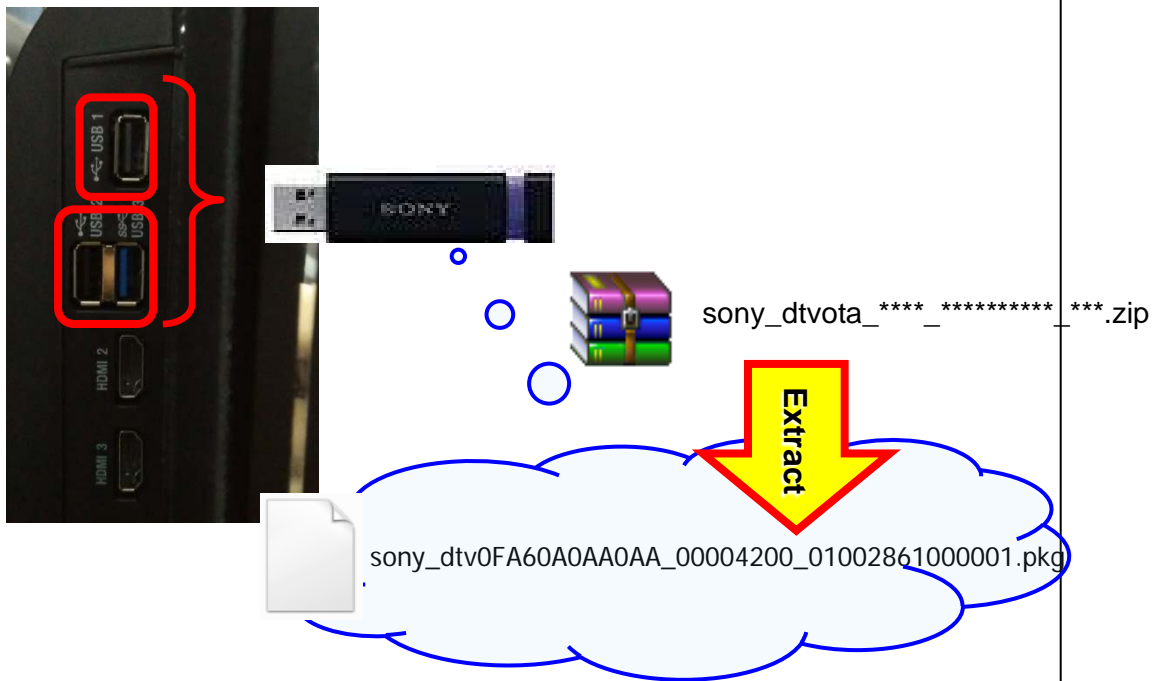 USB 1
USB 2
SS USB 3
HDMI 2
HDMI 3
SONY
sony_dtvota_****_**********_***.zip
Extract
sony_dtv0FA60A0AA0AA_00004200_01002861000001.pkg